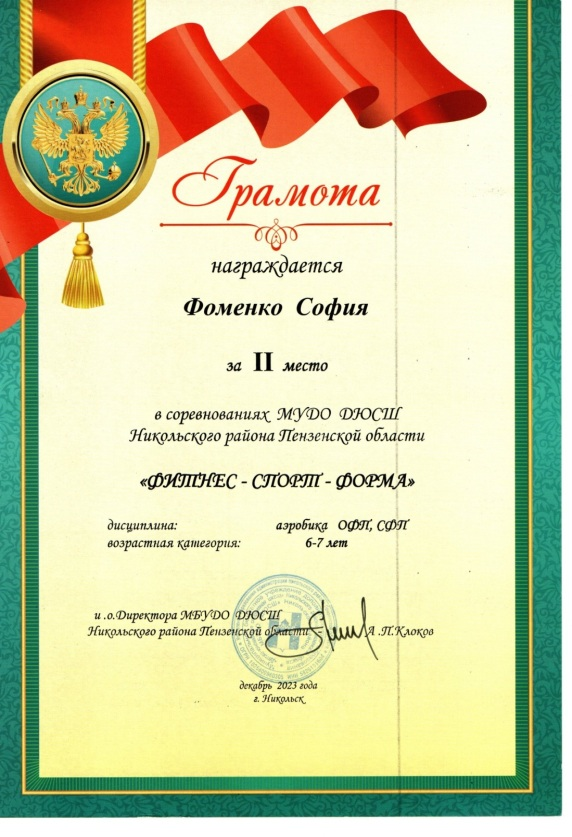 Грамота
награждается
Фоменко София
за II место
в соревнованиях МУДО ДЮСШ
Никольского района Пензенской области
«ФИТНЕС - СПОРТ - ФОРМА»
дисциплина: аэробика ОФП, СФП
возрастная категория: 6-7 лет
и .о.Директора МБУДО ДЮСШ
Никольского района Пензенской области - А .П.Клоков
декабрь 2023 года
г. Никольск